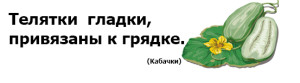 Телятки гладки,
привязаны к грядке.
(Кабачки)